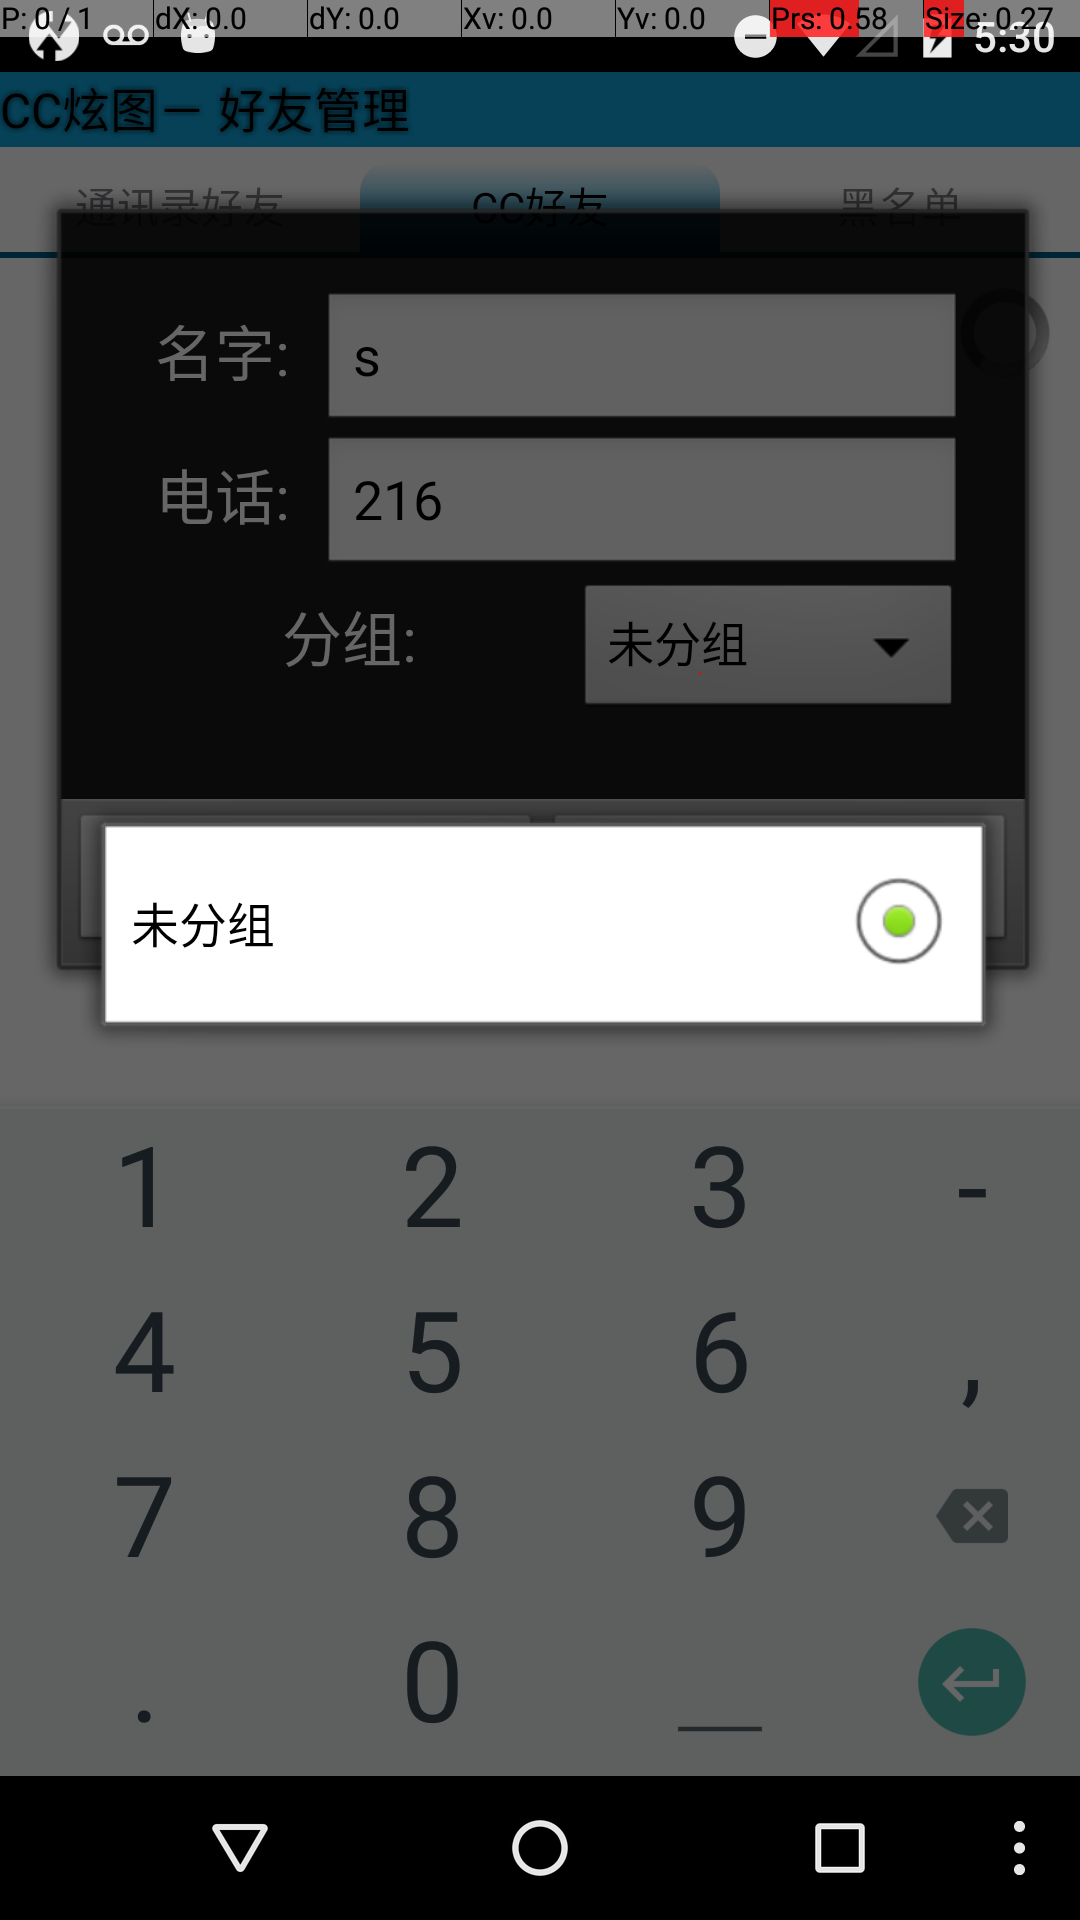 P: 0 / 1 dX: 0.0 dY: 0.0 Xv: 0.0 Yv: 0.0 Prs: 0.58 Size: 0.27
5:30
CC炫图－ 好友管理
通讯录好友 CC好友 黑名单
名字: s
电话: 216
分组: 未分组
未分组
1 2 3 -
4 5 6 ,
7 8 9
. 0